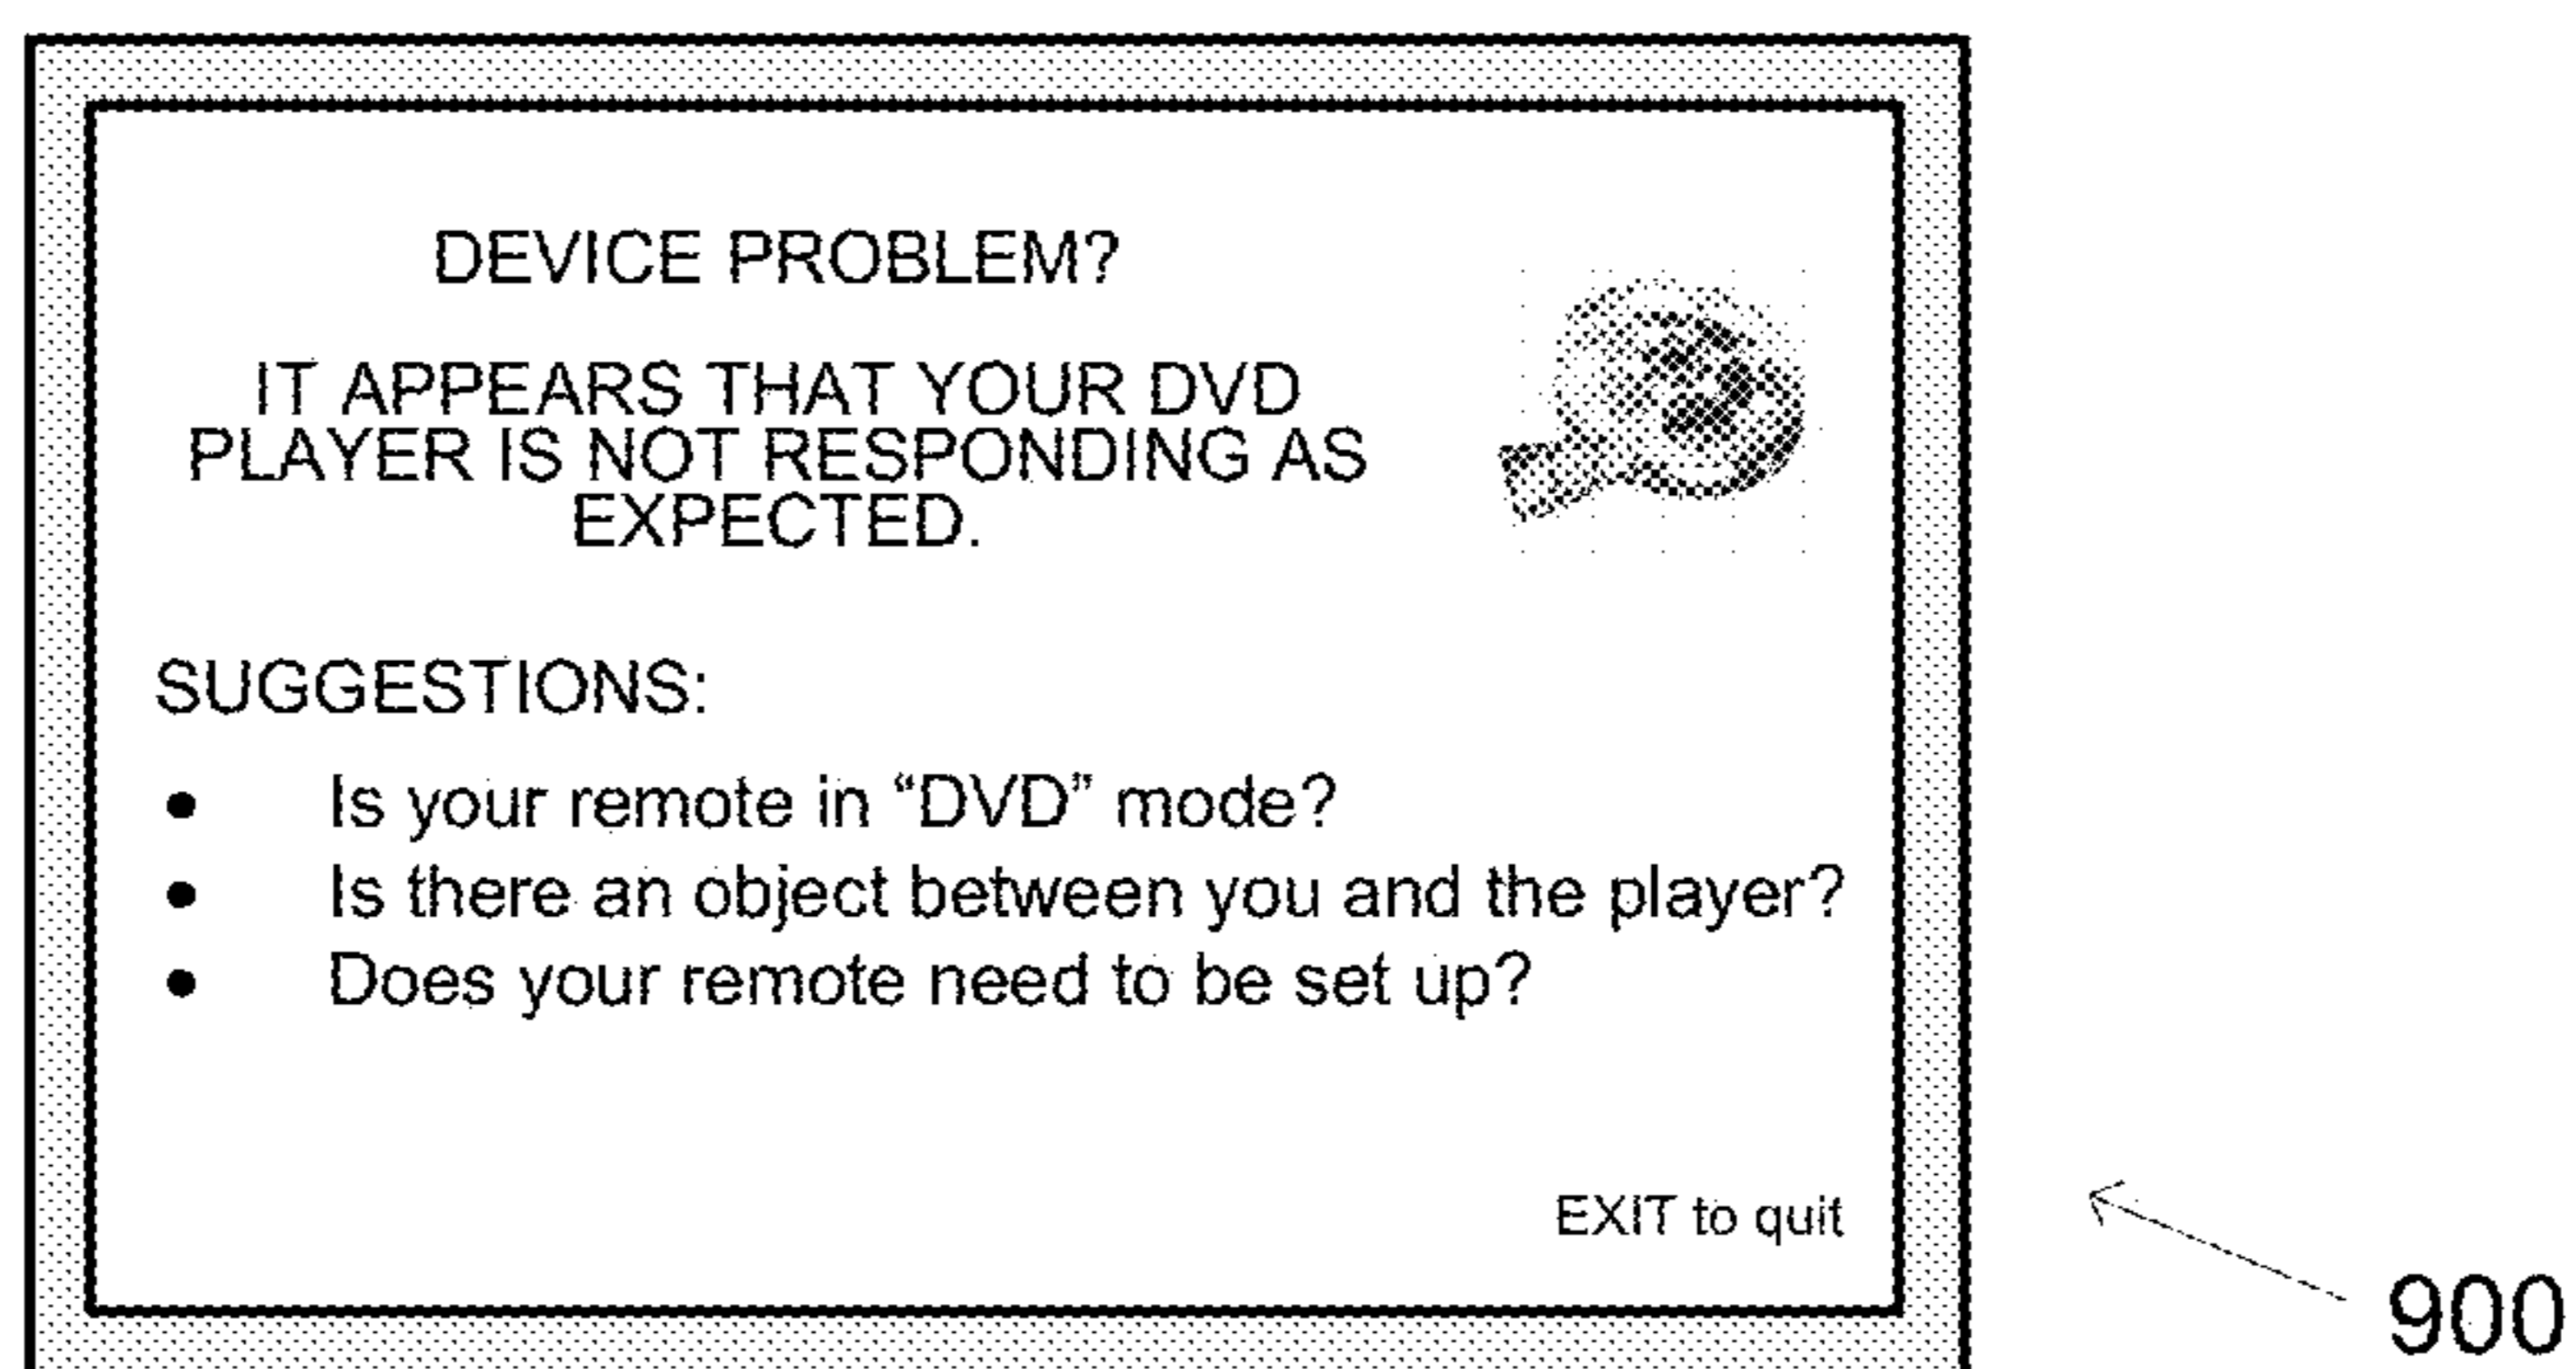 DEVICE PROBLEM?
IT APPEARS THAT YOUR DVD
PLAYER IS NOT RESPONDING AS
EXPECTED.
SUGGESTIONS:
• Is your remote in “DVD” mode?
• Is there an object between you and the player?
• Does your remote need to be set up?
EXIT to quit
900